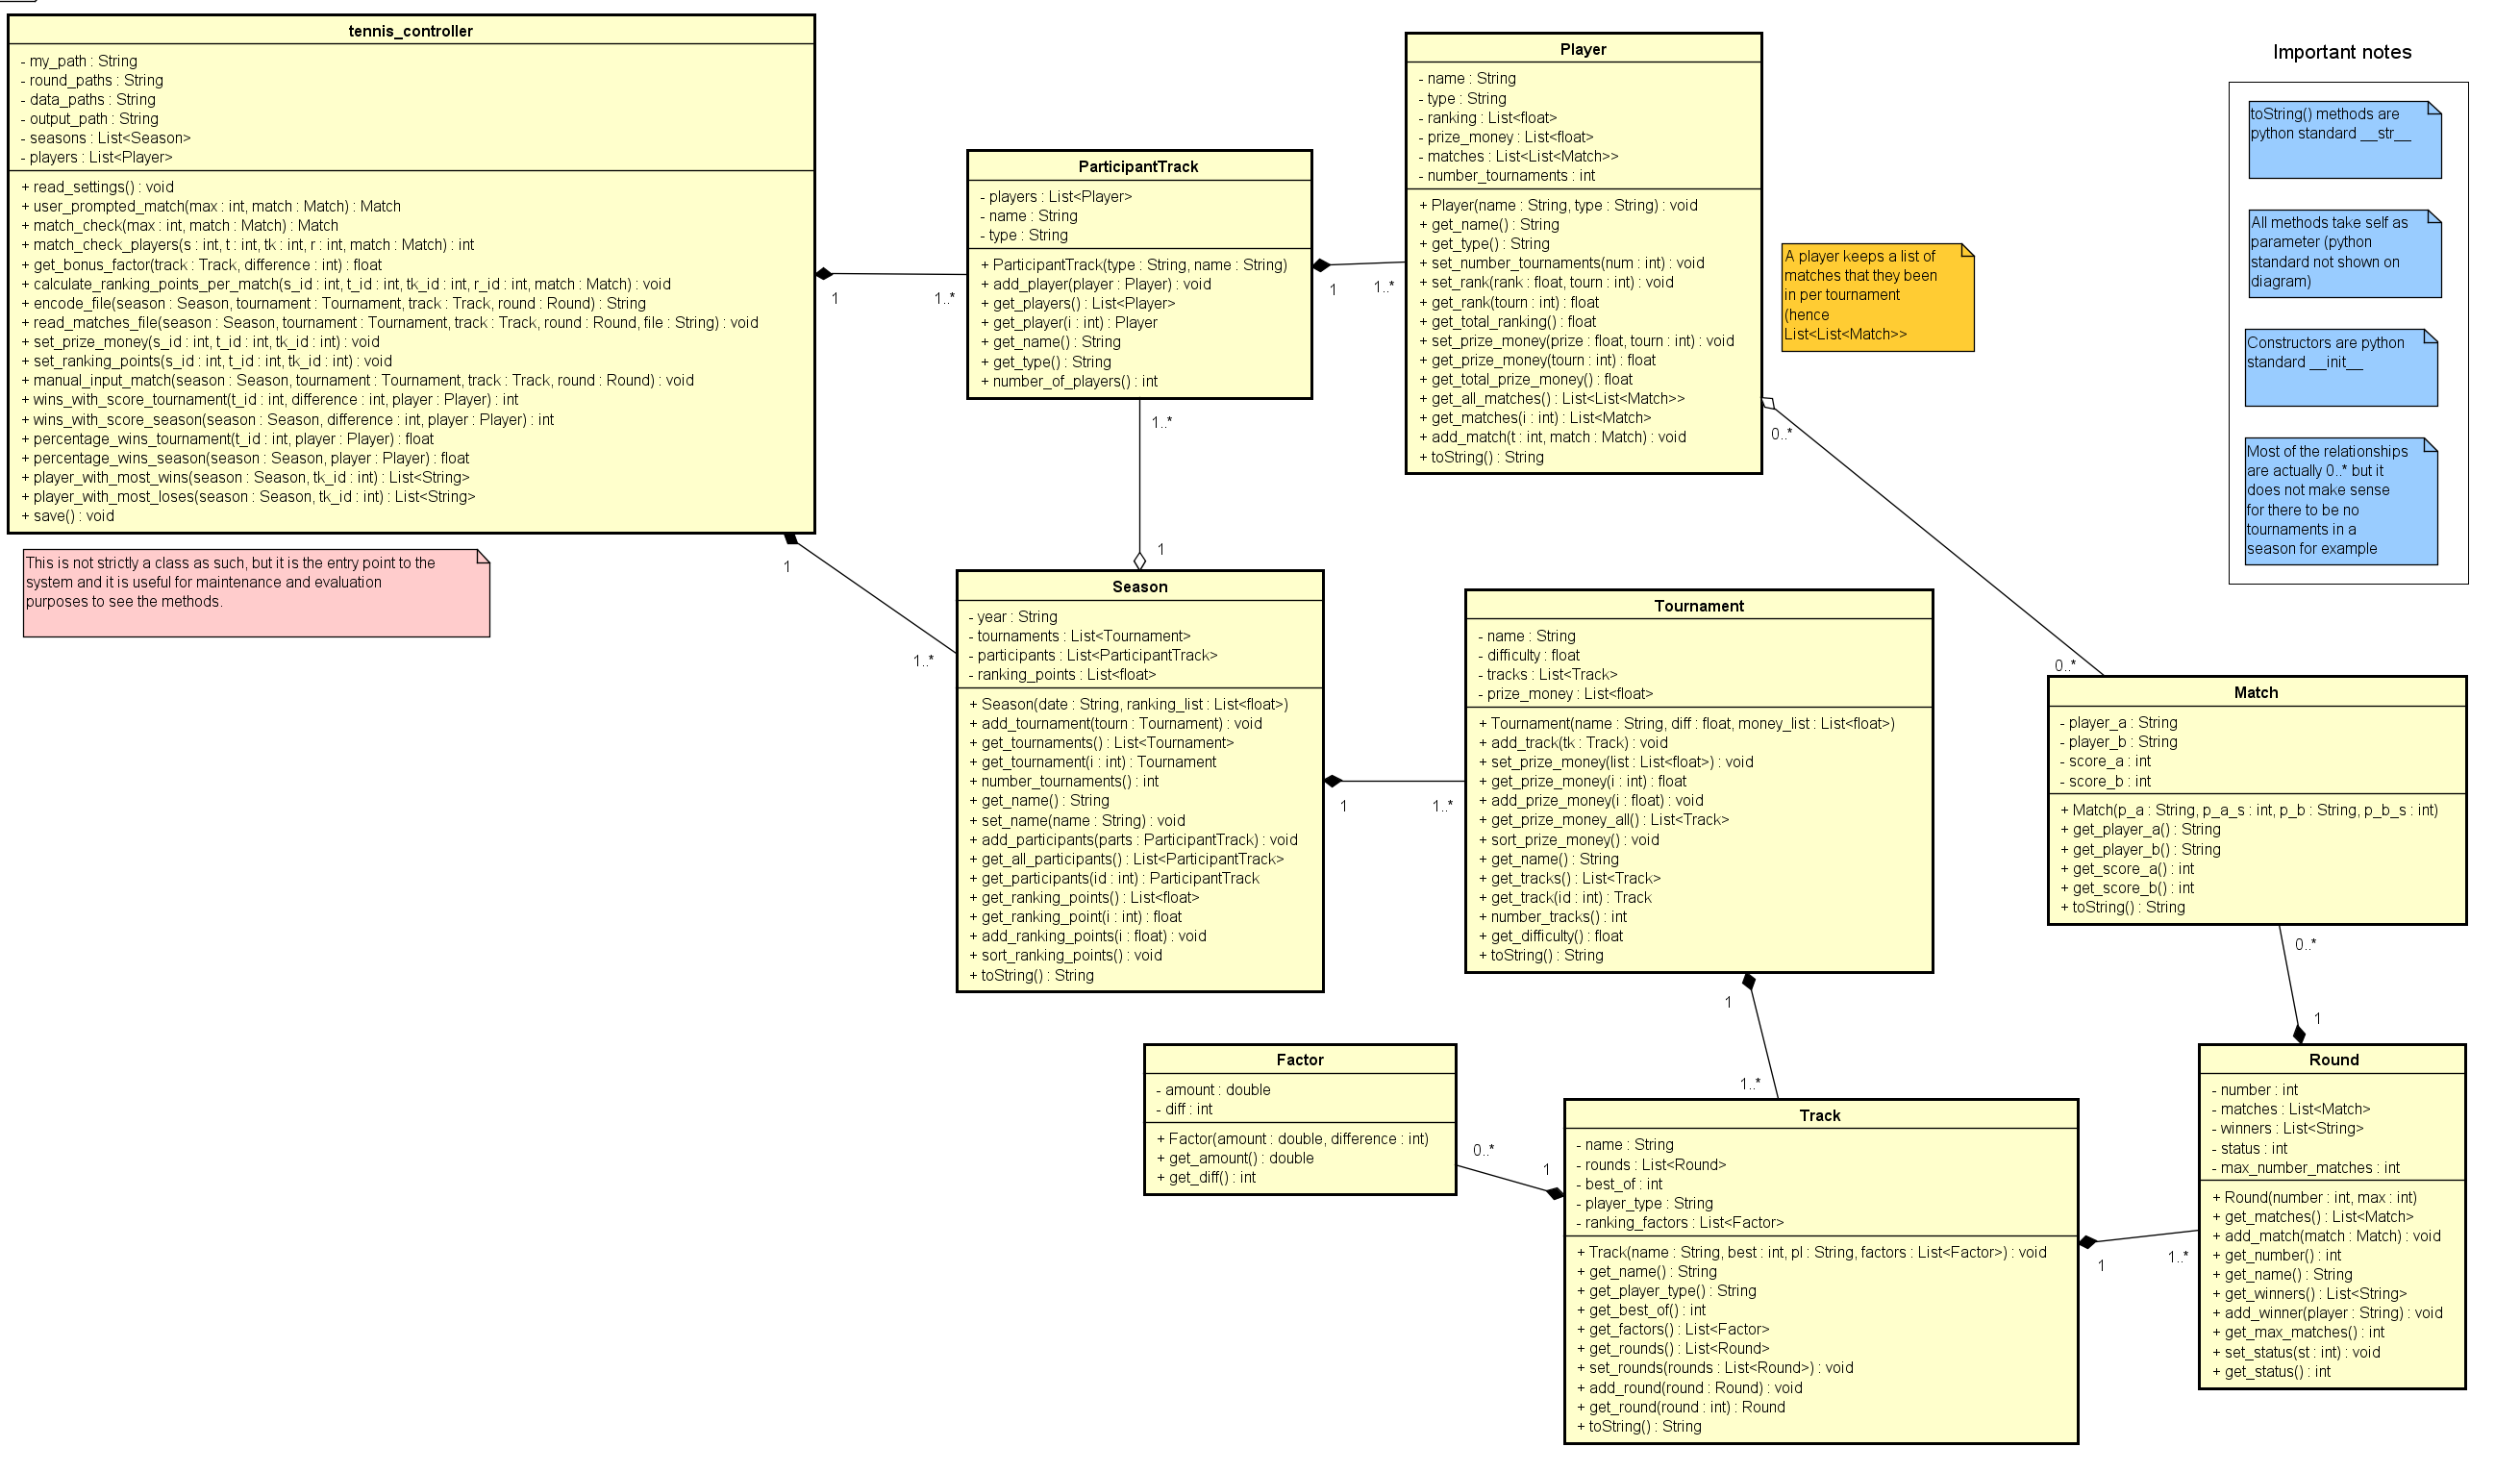 tennis_controller
- my_path : String
- round_paths : String
- data_paths : String
- output_path : String
- seasons : List<Season>
- players : List<Player>
+ read_settings() : void
+ user_prompted_match(max : int, match : Match) : Match
+ match_check(max : int, match : Match) : Match
+ match_check_players(s : int, t : int, tk : int, r : int, match : Match) : int
+ get_bonus_factor(track : Track, difference : int) : float
+ calculate_ranking_points_per_match(s_id : int, t_id : int, tk_id : int, r_id : int, match : Match) : void
+ encode_file(season : Season, tournament : Tournament, track : Track, round : Round) : String
+ read_matches_file(season : Season, tournament : Tournament, track : Track, round : Round, file : String) : void
+ set_prize_money(s_id : int, t_id : int, tk_id : int) : void
+ set_ranking_points(s_id : int, t_id : int, tk_id : int) : void
+ manual_input_match(season : Season, tournament : Tournament, track : Track, round : Round) : void
+ wins_with_score_tournament(t_id : int, difference : int, player : Player) : int
+ wins_with_score_season(season : Season, difference : int, player : Player) : int
+ percentage_wins_tournament(t_id : int, player : Player) : float
+ percentage_wins_season(season : Season, player : Player) : float
+ player_with_most_wins(season : Season, tk_id : int) : List<String>
+ player_with_most_loses(season : Season, tk_id : int) : List<String>
+ save() : void
This is not strictly a class as such, but it is the entry point to the
system and it is useful for maintenance and evaluation
purposes to see the methods.
1
1..*
1
1..*
ParticipantTrack
- players : List<Player>
- name : String
- type : String
+ ParticipantTrack(type : String, name : String)
+ add_player(player : Player) : void
+ get_players() : List<Player>
+ get_player(i : int) : Player
+ get_name() : String
+ get_type() : String
+ number_of_players() : int
1
1..*
1..*
1
Player
- name : String
- type : String
- ranking : List<float>
- prize_money : List<float>
- matches : List<List<Match>>
- number_tournaments : int
+ Player(name : String, type : String) : void
+ get_name() : String
+ get_type() : String
+ set_number_tournaments(num : int) : void
+ set_rank(rank : float, tourn : int) : void
+ get_rank(tourn : int) : float
+ get_total_ranking() : float
+ set_prize_money(prize : float, tourn : int) : void
+ get_prize_money(tourn : int) : float
+ get_total_prize_money() : float
+ get_all_matches() : List<List<Match>>
+ get_matches(i : int) : List<Match>
+ add_match(t : int, match : Match) : void
+ toString() : String
A player keeps a list of
matches that they been
in per tournament
(hence
List<List<Match>>
0..*
0..*
Important notes
toString() methods are
python standard __str__
All methods take self as
parameter (python
standard not shown on
diagram)
Constructors are python
standard __init__
Most of the relationships
are actually 0..* but it
does not make sense
for there to be no
tournaments in a
season for example
Season
- year : String
- tournaments : List<Tournament>
- participants : List<ParticipantTrack>
- ranking_points : List<float>
+ Season(date : String, ranking_list : List<float>)
+ add_tournament(tourn : Tournament) : void
+ get_tournaments() : List<Tournament>
+ get_tournament(i : int) : Tournament
+ number_tournaments() : int
+ get_name() : String
+ set_name(name : String) : void
+ add_participants(parts : ParticipantTrack) : void
+ get_all_participants() : List<ParticipantTrack>
+ get_participants(id : int) : ParticipantTrack
+ get_ranking_points() : List<float>
+ get_ranking_point(i : int) : float
+ add_ranking_points(i : float) : void
+ sort_ranking_points() : void
+ toString() : String
1
1..*
Tournament
- name : String
- difficulty : float
- tracks : List<Track>
- prize_money : List<float>
+ Tournament(name : String, diff : float, money_list : List<float>)
+ add_track(tk : Track) : void
+ set_prize_money(list : List<float>) : void
+ get_prize_money(i : int) : float
+ add_prize_money(i : float) : void
+ get_prize_money_all() : List<Track>
+ sort_prize_money() : void
+ get_name() : String
+ get_tracks() : List<Track>
+ get_track(id : int) : Track
+ number_tracks() : int
+ get_difficulty() : float
+ toString() : String
1
1..*
Match
- player_a : String
- player_b : String
- score_a : int
- score_b : int
+ Match(p_a : String, p_a_s : int, p_b : String, p_b_s : int)
+ get_player_a() : String
+ get_player_b() : String
+ get_score_a() : int
+ get_score_b() : int
+ toString() : String
0..*
1
Factor
- amount : double
- diff : int
+ Factor(amount : double, difference : int)
+ get_amount() : double
+ get_diff() : int
0..*
1
Track
- name : String
- rounds : List<Round>
- best_of : int
- player_type : String
- ranking_factors : List<Factor>
+ Track(name : String, best : int, pl : String, factors : List<Factor>) : void
+ get_name() : String
+ get_player_type() : String
+ get_best_of() : int
+ get_factors() : List<Factor>
+ get_rounds() : List<Round>
+ set_rounds(rounds : List<Round>) : void
+ add_round(round : Round) : void
+ get_round(round : int) : Round
+ toString() : String
1
1..*
Round
- number : int
- matches : List<Match>
- winners : List<String>
- status : int
- max_number_matches : int
+ Round(number : int, max : int)
+ get_matches() : List<Match>
+ add_match(match : Match) : void
+ get_number() : int
+ get_name() : String
+ get_winners() : List<String>
+ add_winner(player : String) : void
+ get_max_matches() : int
+ set_status(st : int) : void
+ get_status() : int